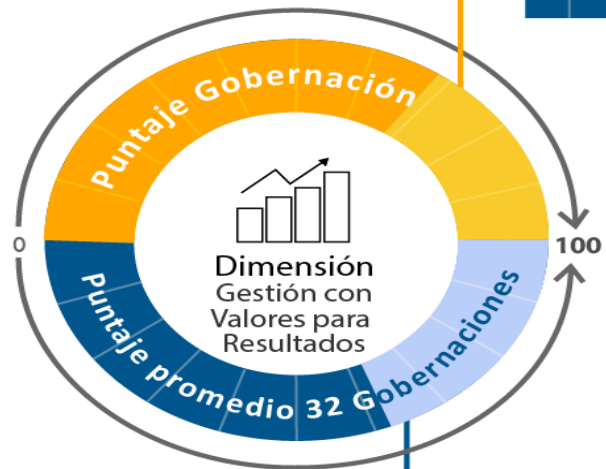 Puntaje Gobernación
0
100
Dimensión
Gestión con
Valores para
Resultados
Puntaje promedio 32 Gobernaciones